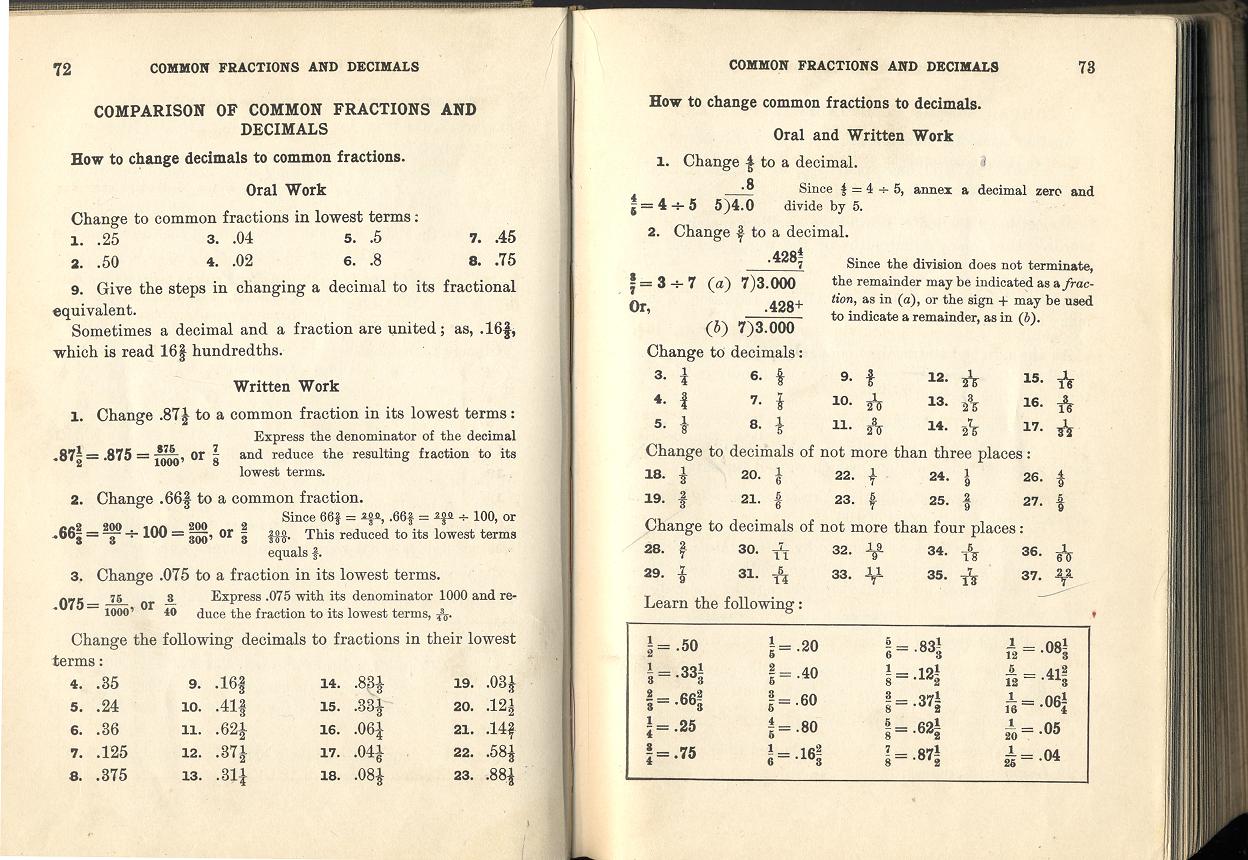 72 COMMON FRACTIONS AND DECIMALS
COMPARISON OF COMMON FRACTIONS AND
DECIMALS
How to change decimals to common fractions.
Oral Work
Change to common fractions in lowest terms :
1. .25 3. .04 5. .5 7. .45
2. .50 4. .02 6. .8 8. .75
9. Give the steps in changing a decimal to its fractional
equivalent.
Sometimes a decimal and a fraction are united ; as, .16⅔,
which is read 16⅔ hundredths.
Written Work
1. Change .87½ to a common fraction in its lowest terms :
Express the denominator of the decimal
.87½ = .875 = 875/1000, or 7/8 and reduce the resulting fraction to its
lowest terms.
2. Change .66⅔ to a common fraction.
Since 66⅔ = 200/3, .66⅔ = 200/3 ÷ 100, or
.66⅔ = 200/3 ÷ 100 = 200/300, or 2/3 200/300. This reduced to its lowest terms
equals ⅔.
3. Change .075 to a fraction in its lowest terms.
.075 = 75/1000, or 3/40 Express .075 with its denominator 1000 and re-
duce the fraction to its lowest terms, 3/40.
Change the following decimals to fractions in their lowest
terms :
4. .35 9. .16⅔ 14. .83⅓ 19. .03⅓
5. .24 10. .41⅔ 15. .33⅓ 20. .12½
6. .36 11. .62½ 16. .06¼ 21. .142/7
7. .125 12. .37½ 17. .04⅙ 22. .58⅓
8. .375 13. .31¼ 18. .08⅓ 23. .88⅓
COMMON FRACTIONS AND DECIMALS 73
How to change common fractions to decimals.
Oral and Written Work
1. Change ⅘ to a decimal.
.8 Since ⅘ = 4 ÷ 5, annex a decimal zero and
⅘ = 4 ÷ 5 5)4.0 divide by 5.
2. Change 3/7 to a decimal.
.428 4/7 Since the division does not terminate,
3/7 = 3 ÷ 7 (a) 7)3.000 the remainder may be indicated as a frac-
Or, .428+ tion, as in (a), or the sign + may be used
(b) 7)3.000 to indicate a remainder, as in (b).
Change to decimals :
3. 1/4 6. 5/8 9. 3/5 12. 1/25 15. 1/16
4. 3/4 7. 7/8 10. 1/20 13. 3/25 16. 3/16
5. 1/8 8. 1/5 11. 3/20 14. 7/25 17. 1/32
Change to decimals of not more than three places :
18. 1/3 20. 1/6 22. 1/7 24. 1/9 26. 4/9
19. 2/3 21. 5/6 23. 5/7 25. 2/9 27. 5/9
Change to decimals of not more than four places :
28. 2/7 30. 7/11 32. 19/9 34. 5/18 36. 1/60
29. 7/9 31. 5/14 33. 11/7 35. 7/13 37. 22/7
Learn the following :
1/2 = .50 1/5 = .20 5/6 = .83⅓ 1/12 = .08⅓
1/3 = .33⅓ 2/5 = .40 1/8 = .12½ 5/12 = .41⅔
2/3 = .66⅔ 3/5 = .60 3/8 = .37½ 1/16 = .06¼
1/4 = .25 4/5 = .80 5/8 = .62½ 1/20 = .05
3/4 = .75 1/6 = .16⅔ 7/8 = .87½ 1/25 = .04